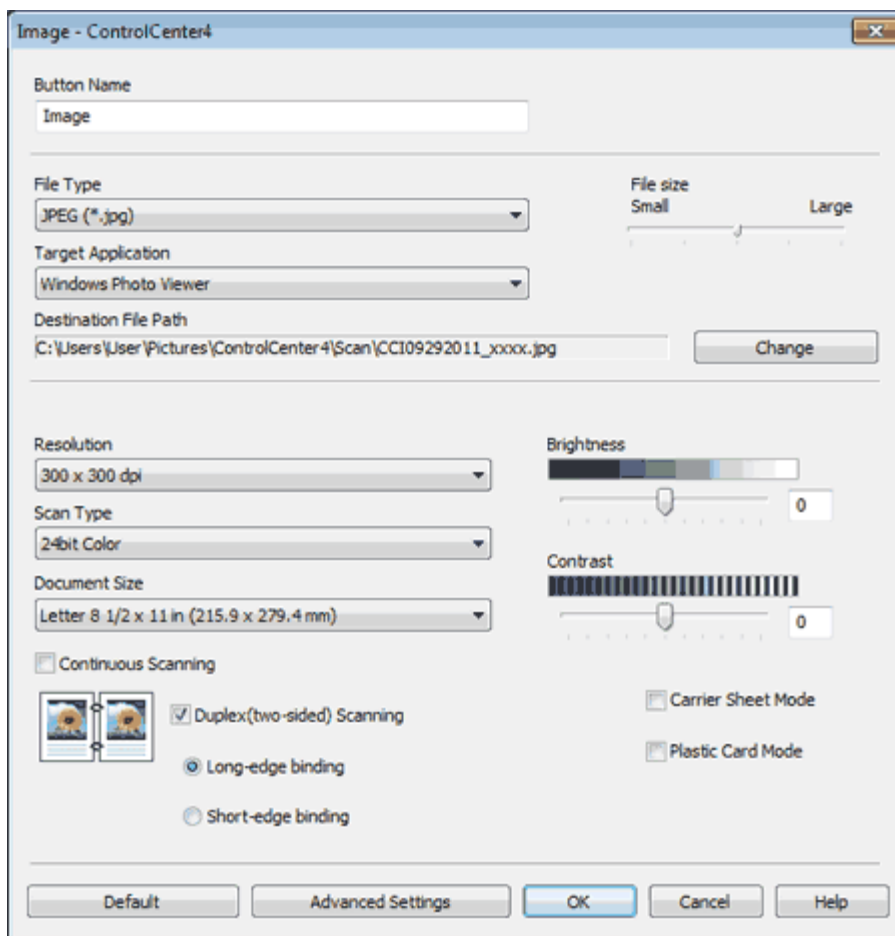 Image - ControlCenter4
Button Name
Image
File Type
JPEG (*.jpg)
File size
Small Large
Target Application
Windows Photo Viewer
Destination File Path
C:\Users\User\Pictures\ControlCenter4\Scan\CCI09292011_xxxx.jpg
Change
Resolution
300 x 300 dpi
Brightness
0
Scan Type
24bit Color
Contrast
0
Document Size
Letter 8 1/2 x 11 in (215.9 x 279.4 mm)
Continuous Scanning
Duplex(two-sided) Scanning
Long-edge binding
Short-edge binding
Carrier Sheet Mode
Plastic Card Mode
Default Advanced Settings OK Cancel Help